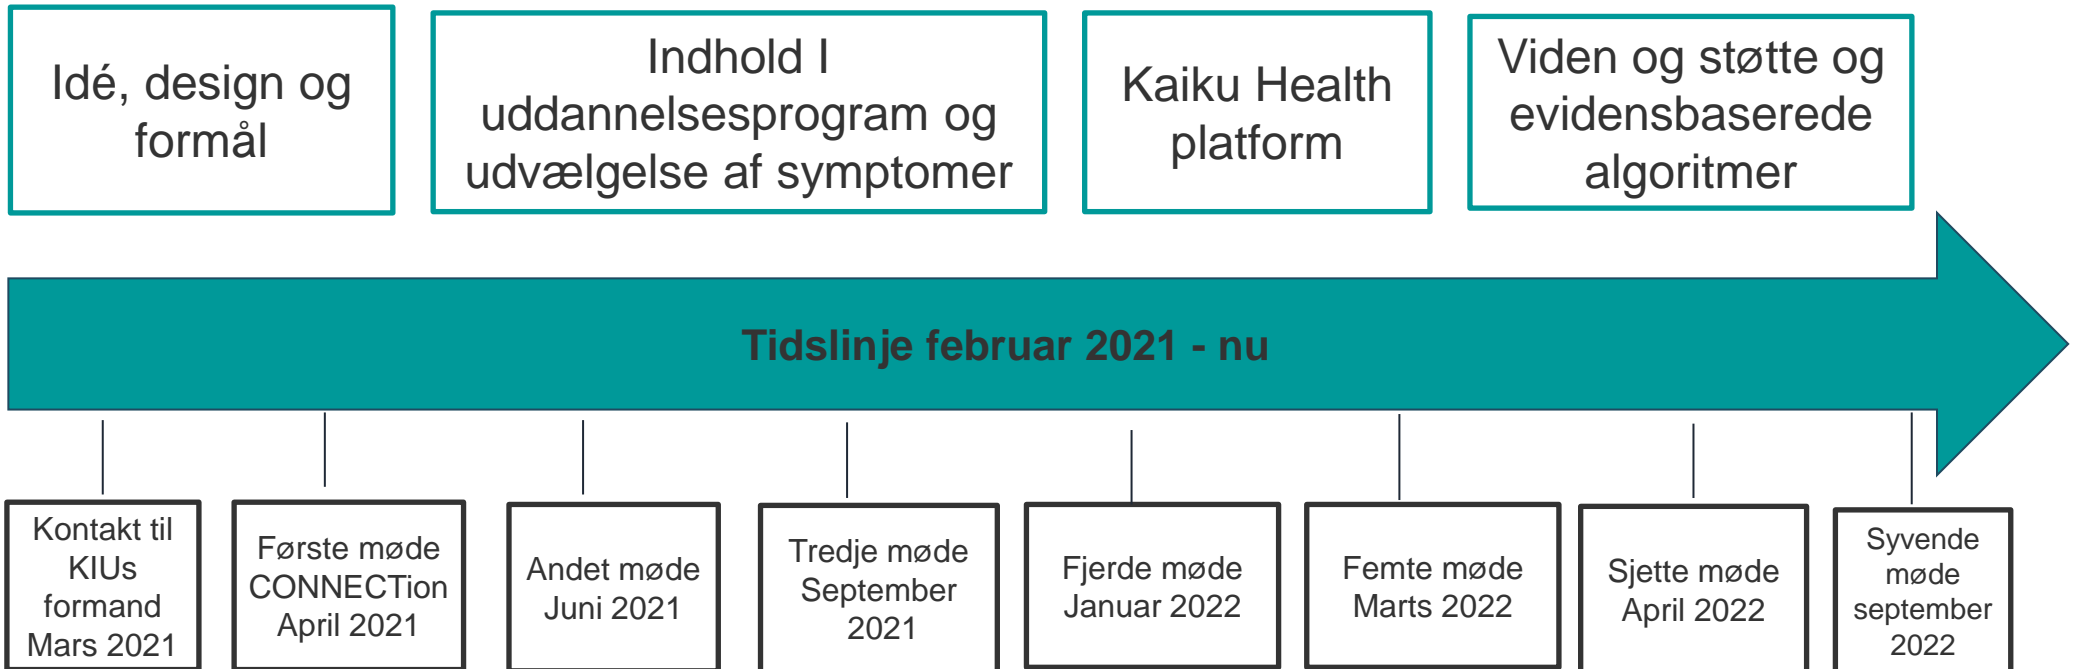 Idé, design og
formål
Indhold I
uddannelsesprogram og
udvælgelse af symptomer
Kaiku Health
platform
Viden og støtte og
evidensbaserede
algoritmer
Tidslinje februar 2021 - nu
Kontakt til
KIUs
formand
Mars 2021
Første møde
CONNECTion
April 2021
Andet møde
Juni 2021
Tredje møde
September
2021
Fjerde møde
Januar 2022
Femte møde
Marts 2022
Sjette møde
April 2022
Syvende
møde
september
2022